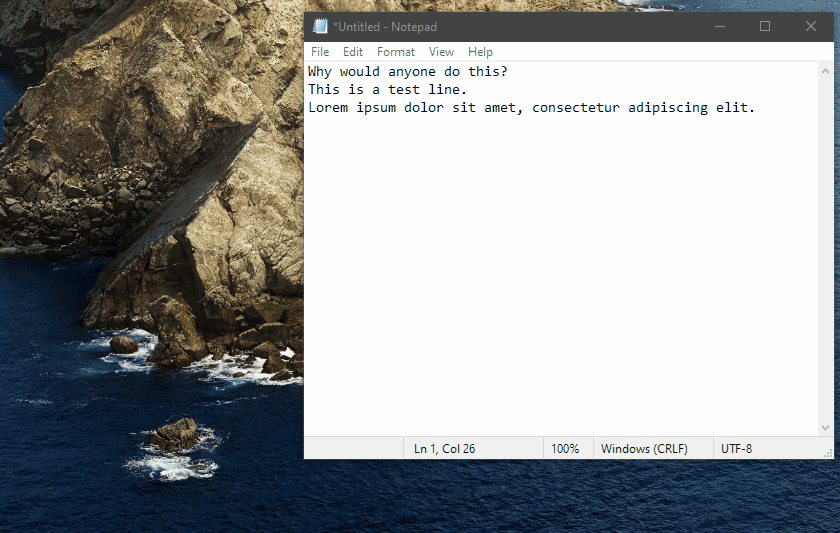 *Untitled - Notepad
File Edit Format View Help
Why would anyone do this?
This is a test line.
Lorem ipsum dolor sit amet, consectetur adipiscing elit.
Ln 1, Col 26 100% Windows (CRLF) UTF-8